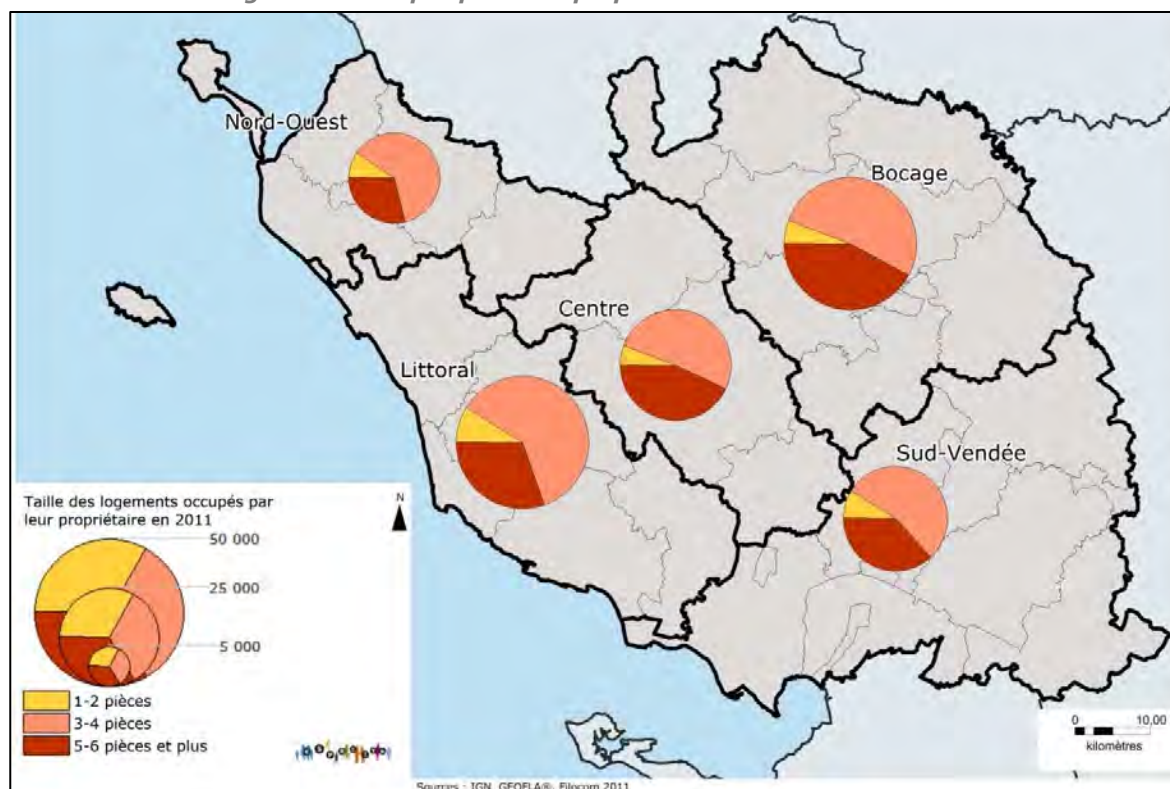 Nord-Ouest
Bocage
Centre
Littoral
Sud-Vendée
Taille des logements occupés par
leur propriétaire en 2011
N
50 000
25 000
5 000
1-2 pièces
3-4 pièces
5-6 pièces et plus
0 10,00
kilomètres
Sources : IGN, GEOFLA®, Filocom 2011